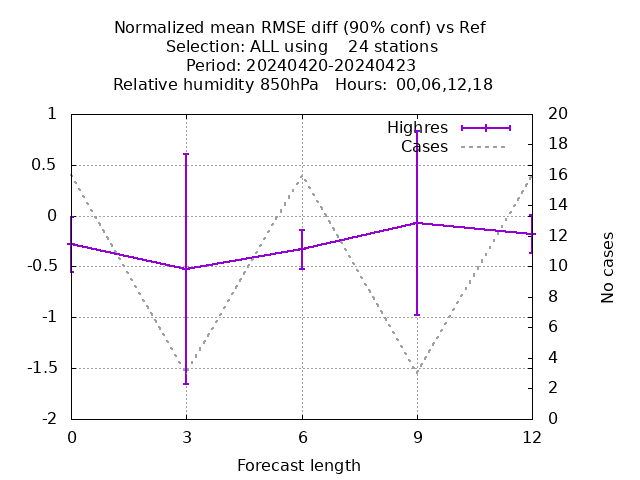 Normalized mean RMSE diff (90% conf) vs Ref
Selection: ALL using    24 stations
Period: 20240420-20240423
Relative humidity 850hPa   Hours: 00,06,12,18
Highres
Cases
1
0.5
0
-0.5
-1
-1.5
-2
20
18
16
14
12
10
8
6
4
2
0
No cases
0 3 6 9 12
Forecast length